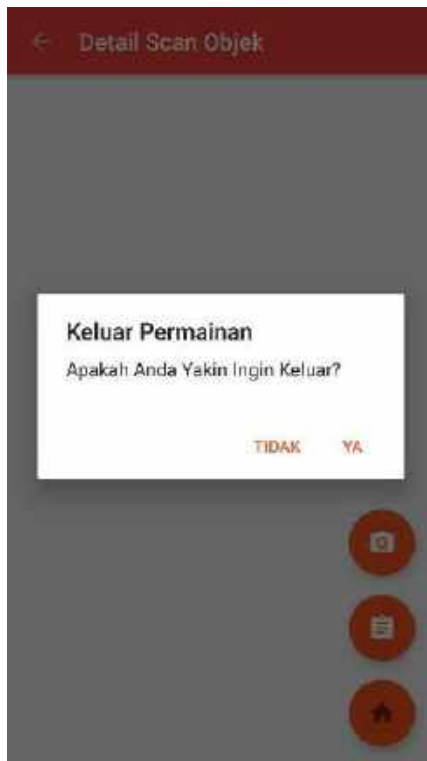 Detail Scan Objek
Keluar Permainan
Apakah Anda Yakin Ingin Keluar?
TIDAK YA